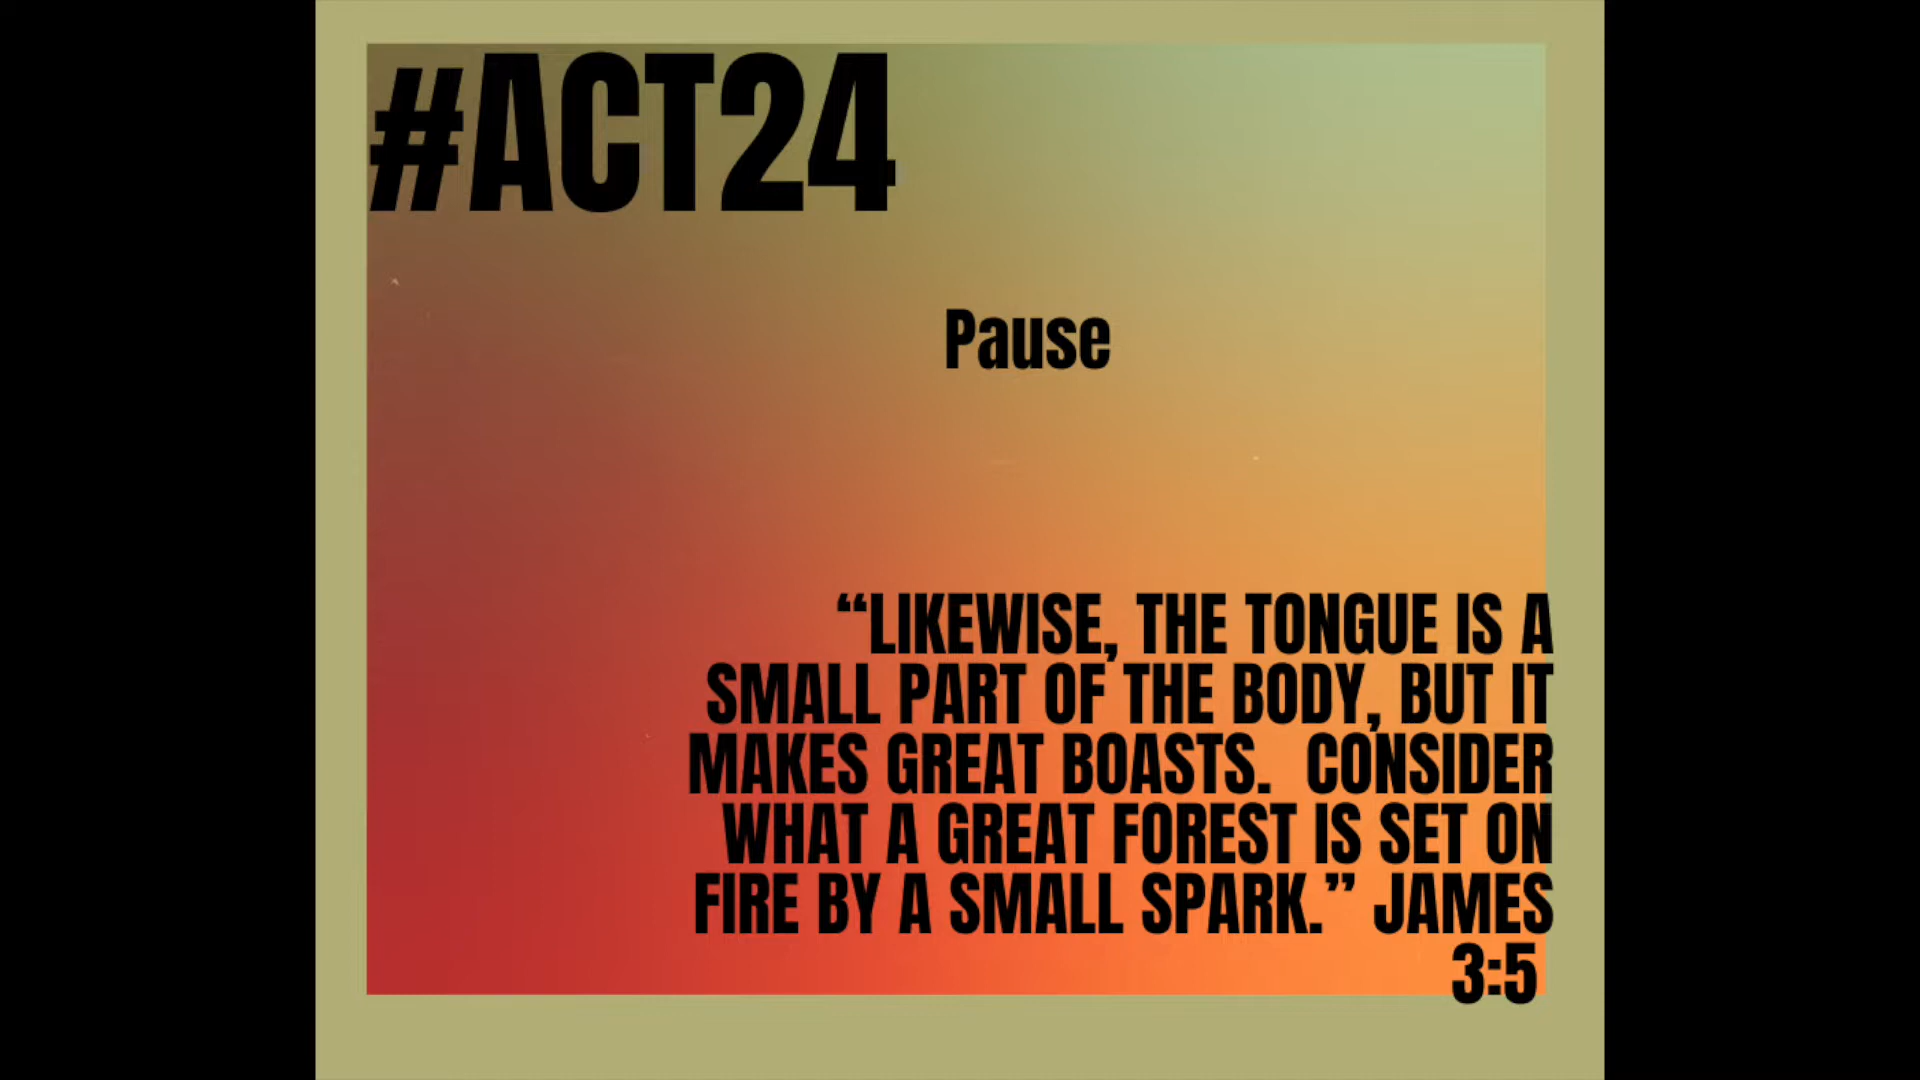 #ACT24
Pause
“LIKEWISE, THE TONGUE IS A
SMALL PART OF THE BODY, BUT IT
MAKES GREAT BOASTS.  CONSIDER
WHAT A GREAT FOREST IS SET ON
FIRE BY A SMALL SPARK.” JAMES
3:5